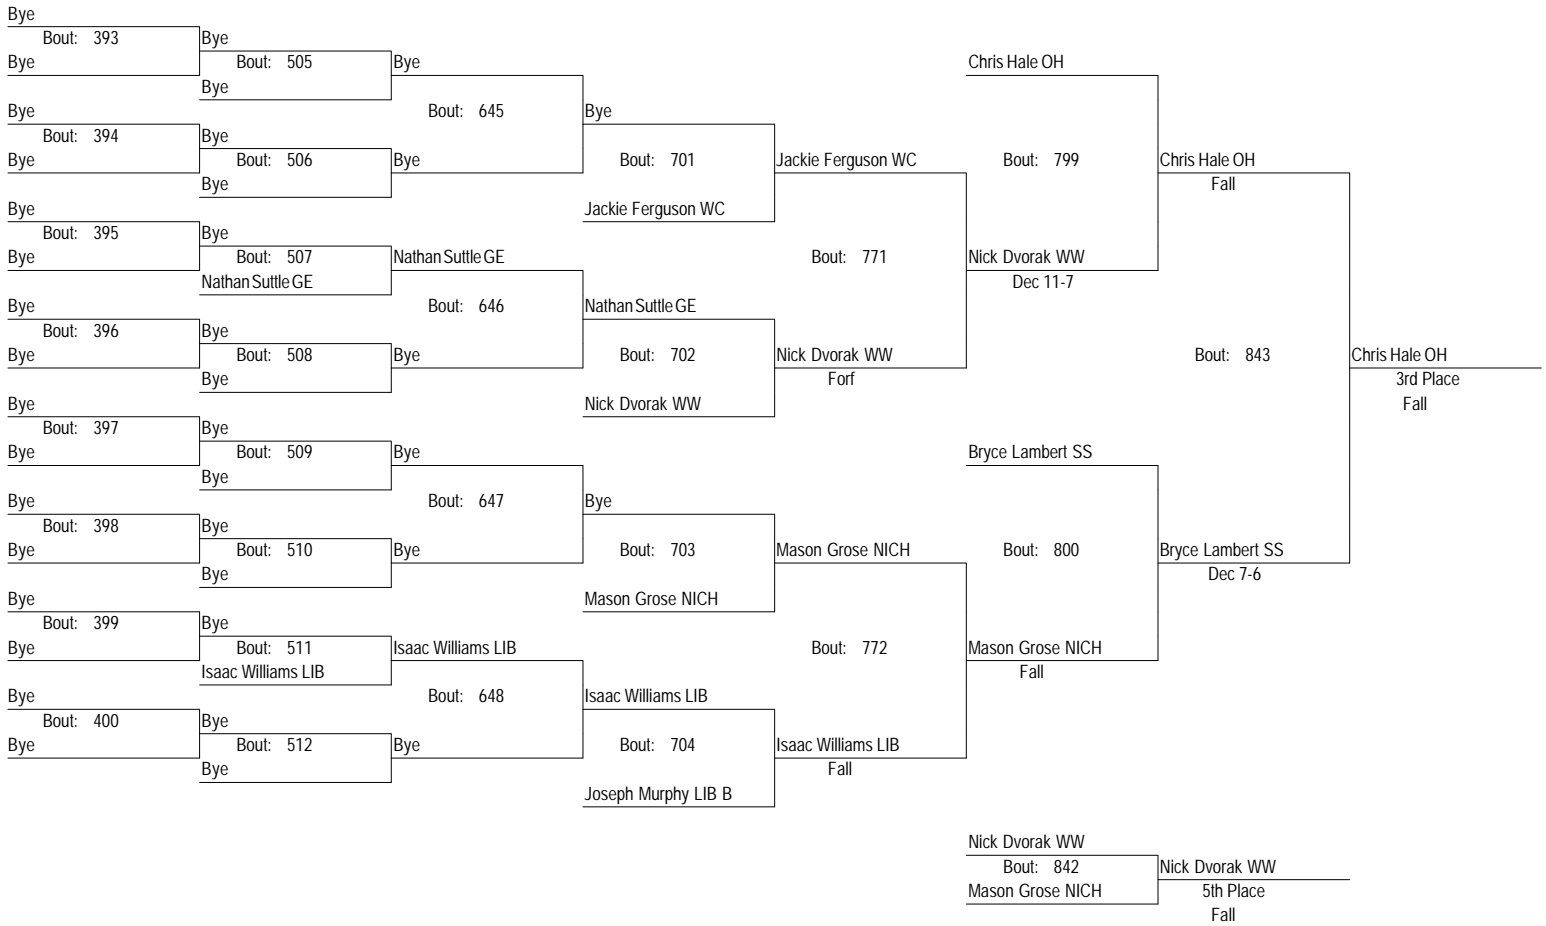 Bye
Bout: 393
Bye
Bye
Bout: 505
Bye
Bye
Bout: 394
Bye
Bye
Bout: 506
Bye
Bye
Bout: 395
Bye
Bye
Bout: 507
Nathan Suttle GE
Bye
Bout: 396
Bye
Bye
Bout: 508
Bye
Bye
Bout: 397
Bye
Bye
Bout: 509
Bye
Bye
Bout: 398
Bye
Bye
Bout: 510
Bye
Bye
Bout: 399
Bye
Bye
Bout: 511
Isaac Williams LIB
Bye
Bout: 400
Bye
Bye
Bout: 512
Bye
Bye
Bout: 645
Bye
Nathan Suttle GE
Bout: 646
Bye
Bye
Bout: 647
Bye
Isaac Williams LIB
Bout: 648
Bye
Bye
Bout: 701
Jackie Ferguson WC
Nathan Suttle GE
Bout: 702
Nick Dvorak WW
Bye
Bout: 703
Mason Grose NICH
Isaac Williams LIB
Bout: 704
Joseph Murphy LIB B
Jackie Ferguson WC
Bout: 771
Nick Dvorak WW
Forf
Mason Grose NICH
Bout: 772
Isaac Williams LIB
Fall
Chris Hale OH
Bout: 799
Nick Dvorak WW
Dec 11-7
Bryce Lambert SS
Bout: 800
Mason Grose NICH
Fall
Chris Hale OH
Fall
Bout: 843
Bryce Lambert SS
Dec 7-6
Chris Hale OH
3rd Place
Fall
Nick Dvorak WW
Bout: 842
Mason Grose NICH
Nick Dvorak WW
5th Place
Fall